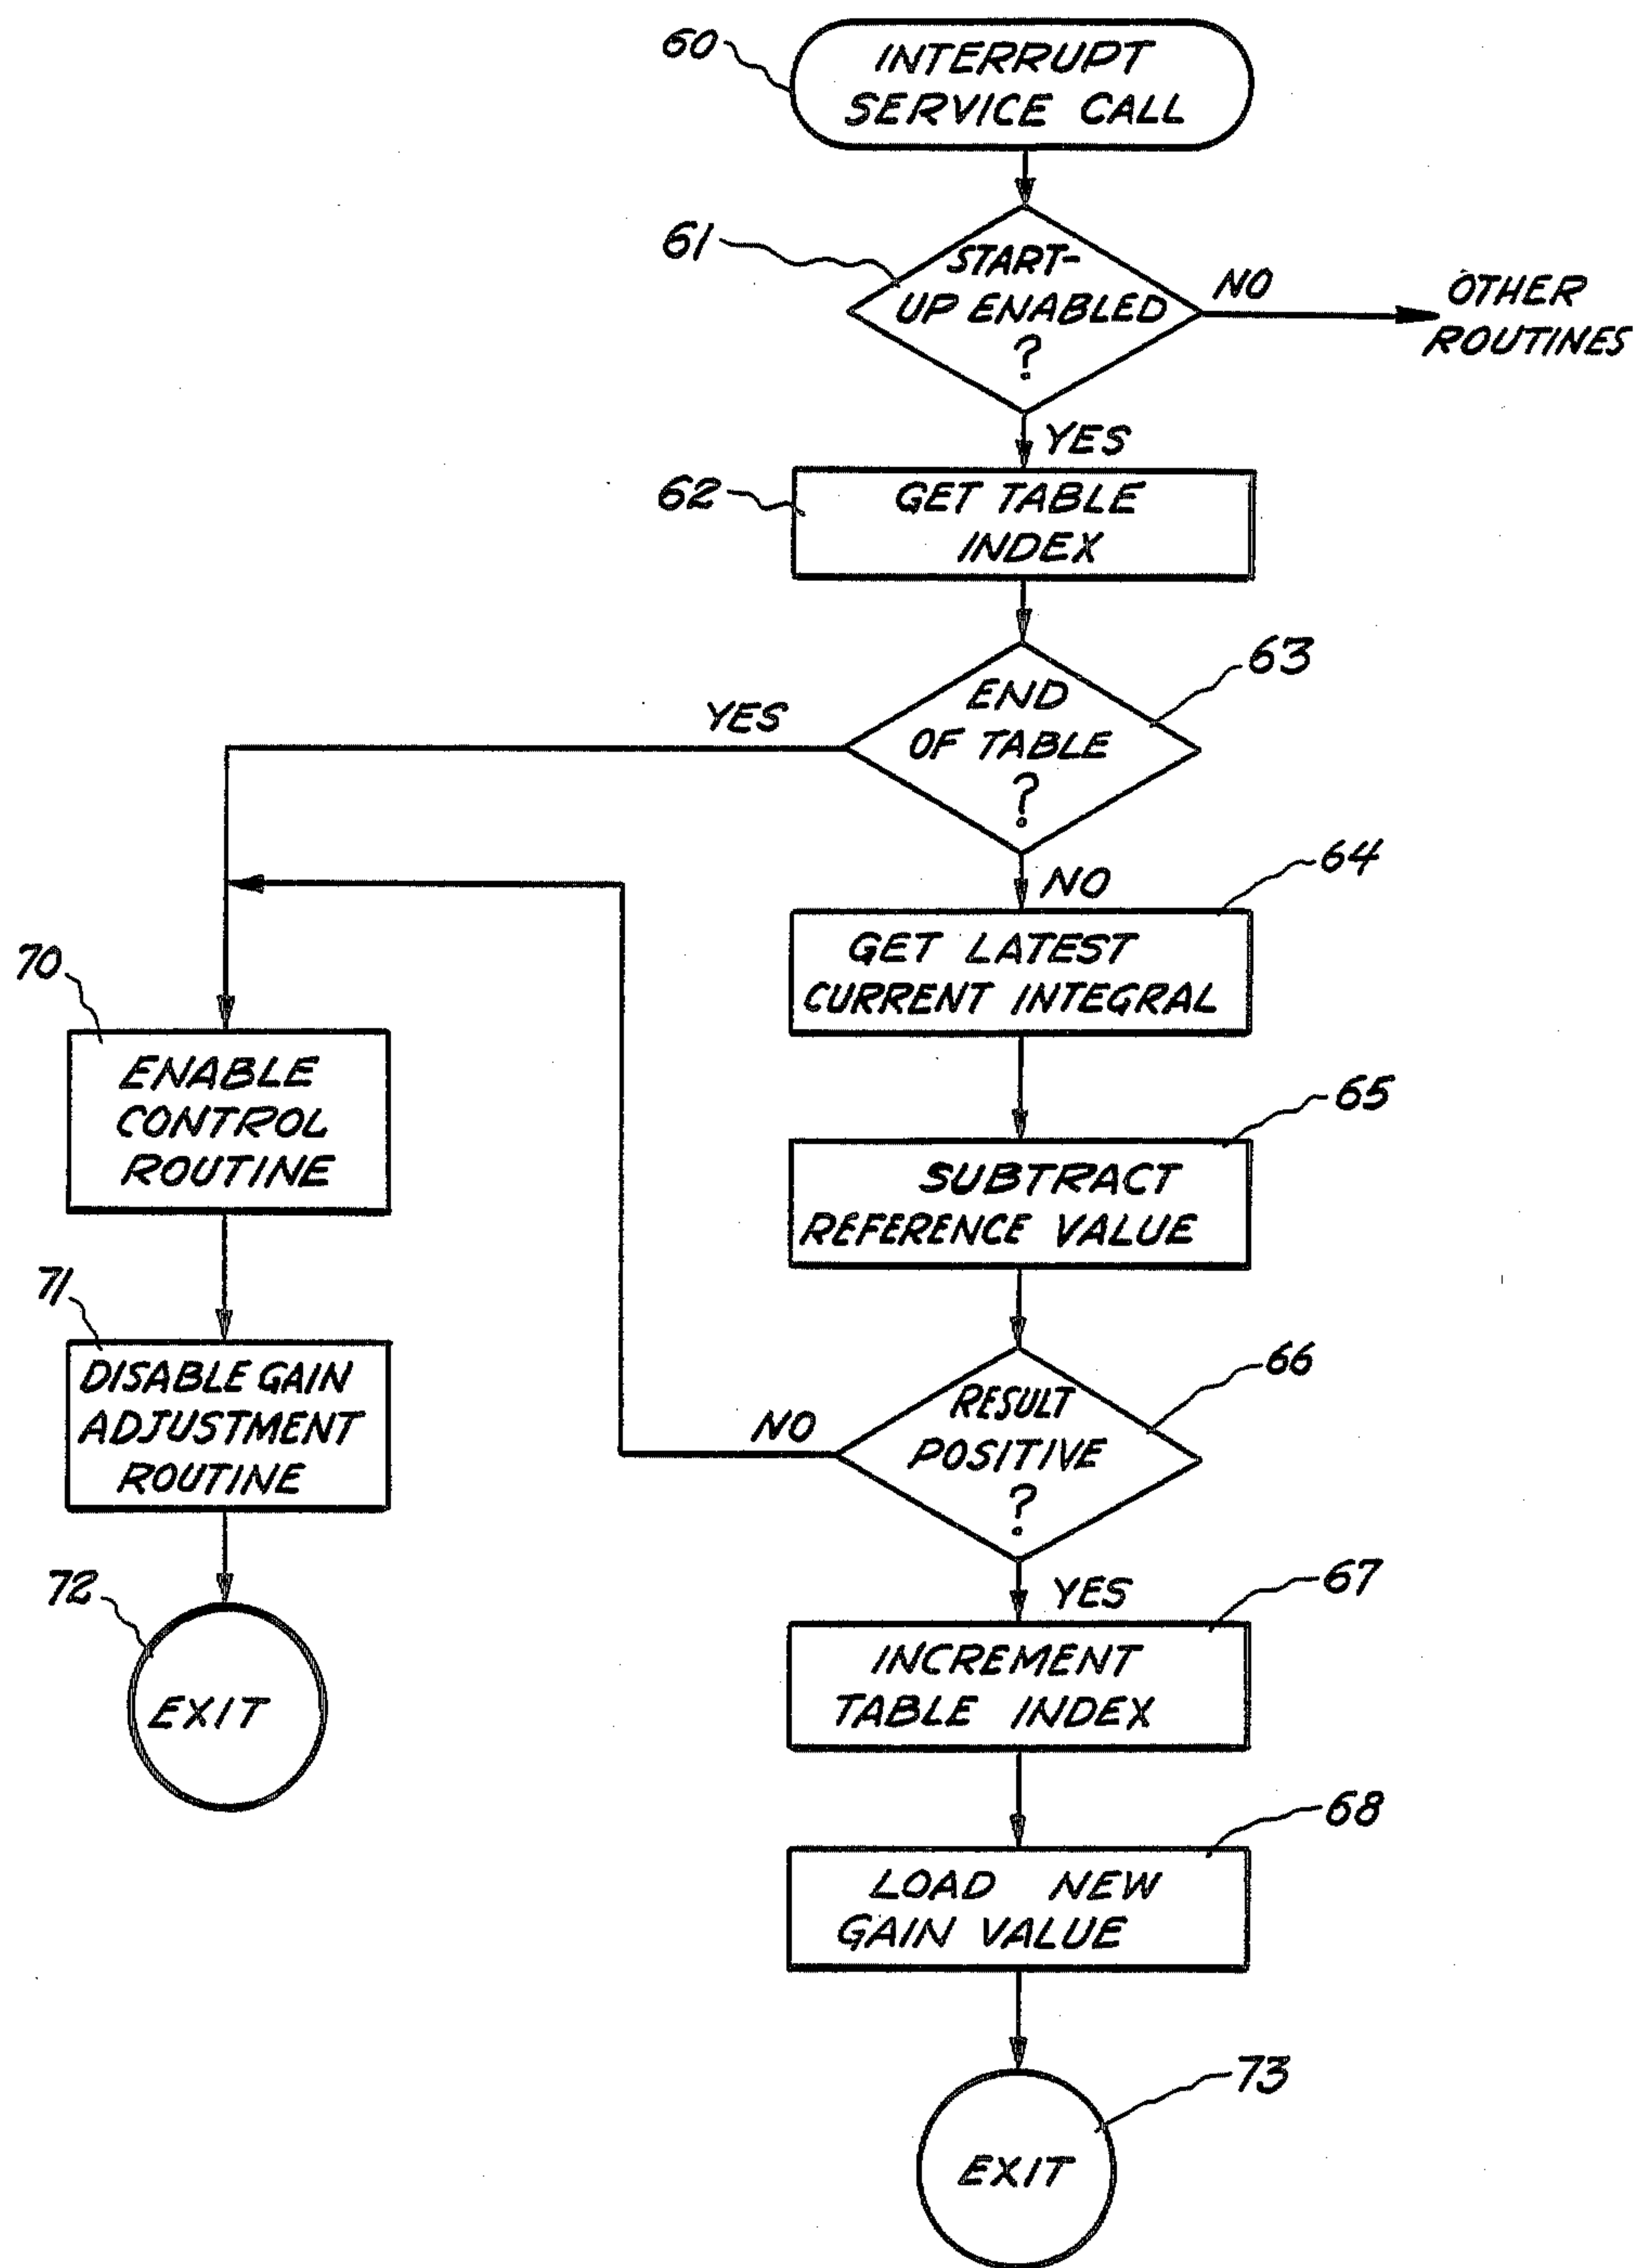 60
INTERRUPT
SERVICE CALL
61
START-
UP ENABLED
?
NO
OTHER
ROUTINES
YES
62
GET TABLE
INDEX
63
END
OF TABLE
?
YES
NO
64
GET LATEST
CURRENT INTEGRAL
65
SUBTRACT
REFERENCE VALUE
66
RESULT
POSITIVE
?
NO
YES
67
INCREMENT
TABLE INDEX
68
LOAD NEW
GAIN VALUE
73
EXIT
70
ENABLE
CONTROL
ROUTINE
71
DISABLE GAIN
ADJUSTMENT
ROUTINE
72
EXIT